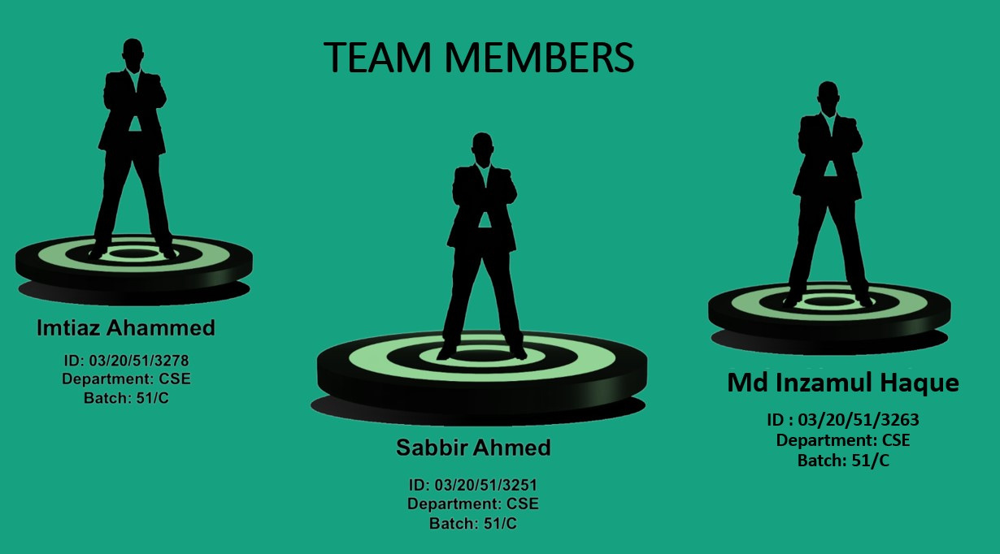 TEAM MEMBERS
Imtiaz Ahammed
ID: 03/20/51/3278
Department: CSE
Batch: 51/C
Sabbir Ahmed
ID: 03/20/51/3251
Department: CSE
Batch: 51/C
Md Inzamul Haque
ID : 03/20/51/3263
Department: CSE
Batch: 51/C